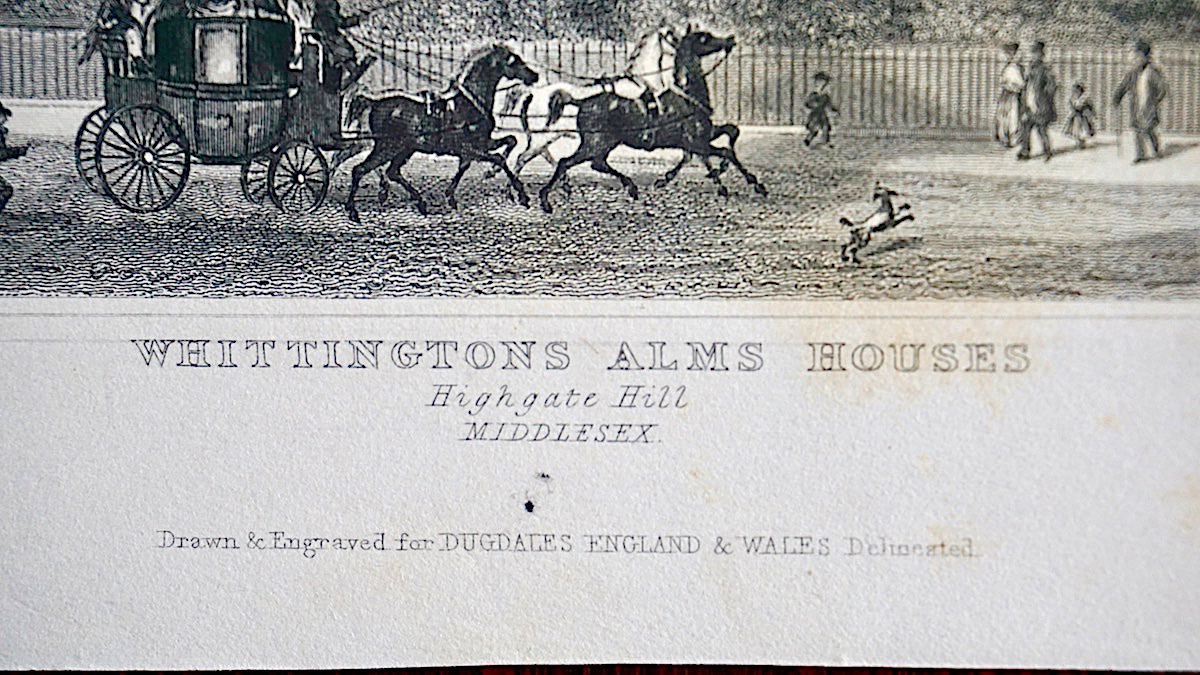 WHITTINGTONS ALMS HOUSES
Highgate Hill
MIDDLESEX.
Drawn & Engraved for DUGDALES ENGLAND & WALES Delineated.